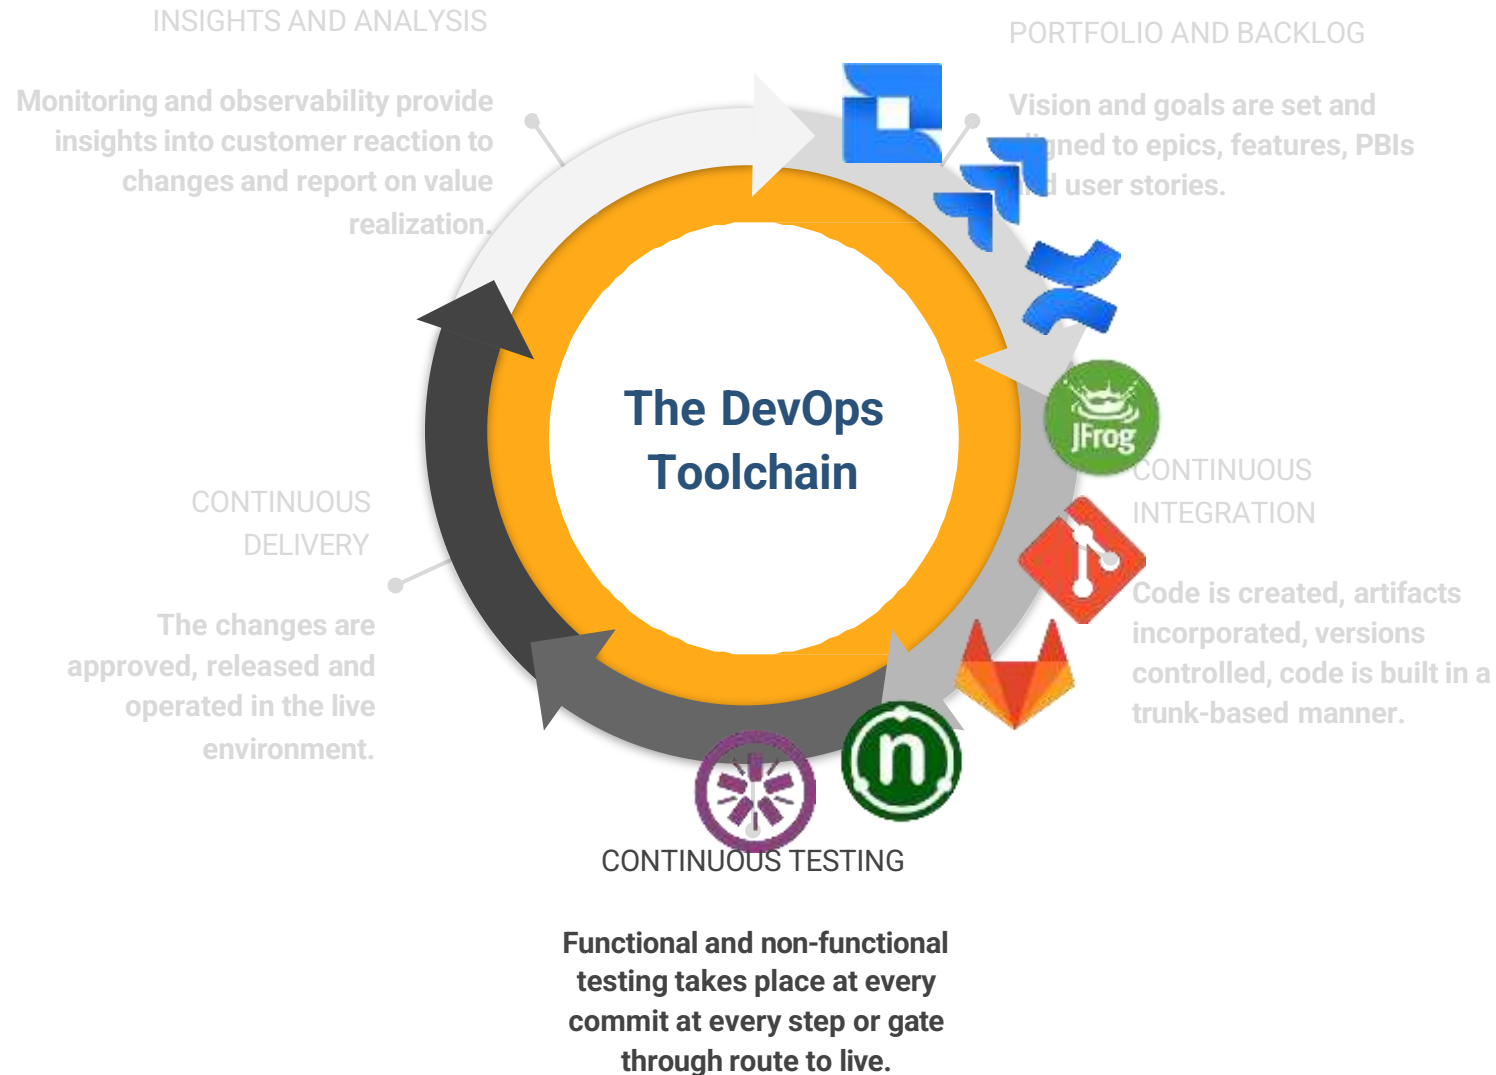 INSIGHTS AND ANALYSIS
Monitoring and observability provide
insights into customer reaction to
changes and report on value
realization.
PORTFOLIO AND BACKLOG
Vision and goals are set and
aligned to epics, features, PBIs
and user stories.
The DevOps
Toolchain
JFrog
CONTINUOUS
INTEGRATION
Code is created, artifacts
incorporated, versions
controlled, code is built in a
trunk-based manner.
CONTINUOUS
DELIVERY
The changes are
approved, released and
operated in the live
environment.
n
CONTINUOUS TESTING
Functional and non-functional
testing takes place at every
commit at every step or gate
through route to live.